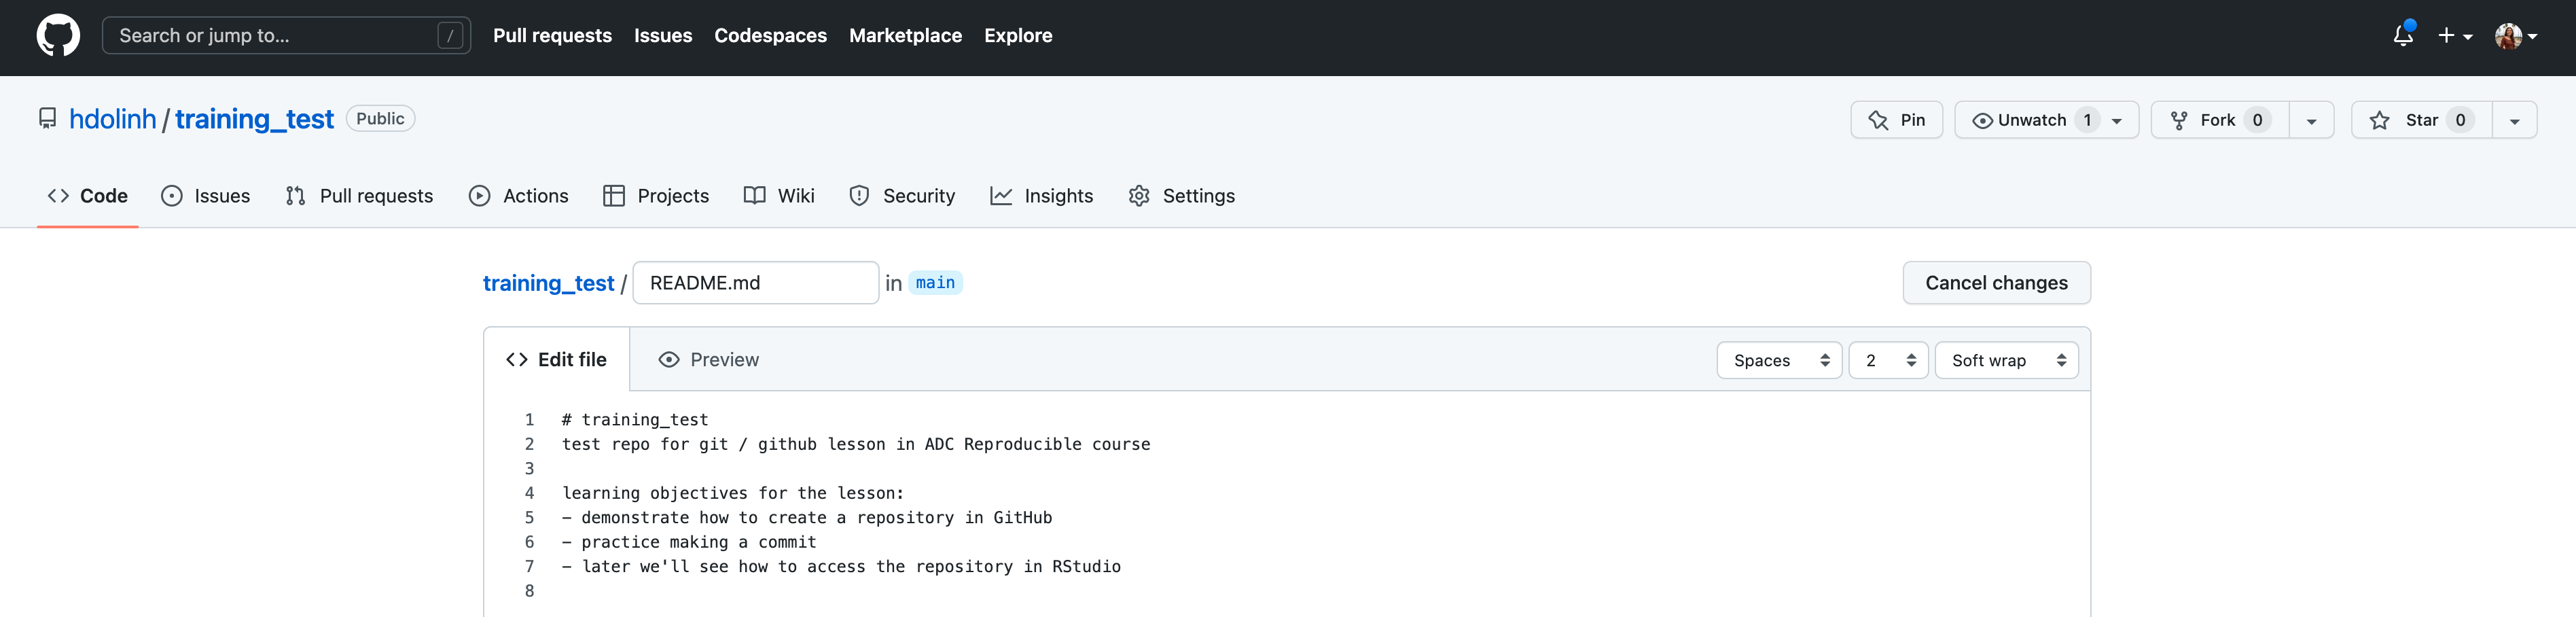 Search or jump to... /
Pull requests Issues Codespaces Marketplace Explore
hdolinh / training_test Public
Pin Unwatch 1 Fork 0 Star 0
Code Issues Pull requests Actions Projects Wiki Security Insights Settings
training_test / README.md in main Cancel changes
<> Edit file Preview Spaces 2 Soft wrap
1 # training_test
2 test repo for git / github lesson in ADC Reproducible course
3
4 learning objectives for the lesson:
5 - demonstrate how to create a repository in GitHub
6 - practice making a commit
7 - later we'll see how to access the repository in RStudio
8